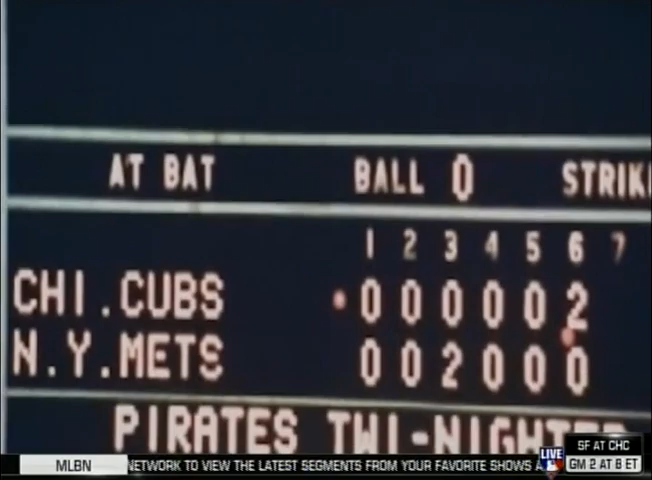 AT BAT BALL 0 STRIK
1 2 3 4 5 6 7
CHI.CUBS 0 0 0 0 0 2
N.Y.METS 0 0 2 0 0 0
PIRATES TWI-NIGHTER
MLBN NETWORK TO VIEW THE LATEST SEGMENTS FROM YOUR FAVORITE SHOWS A LIVE
SF AT CHC
GM 2 AT 8 ET